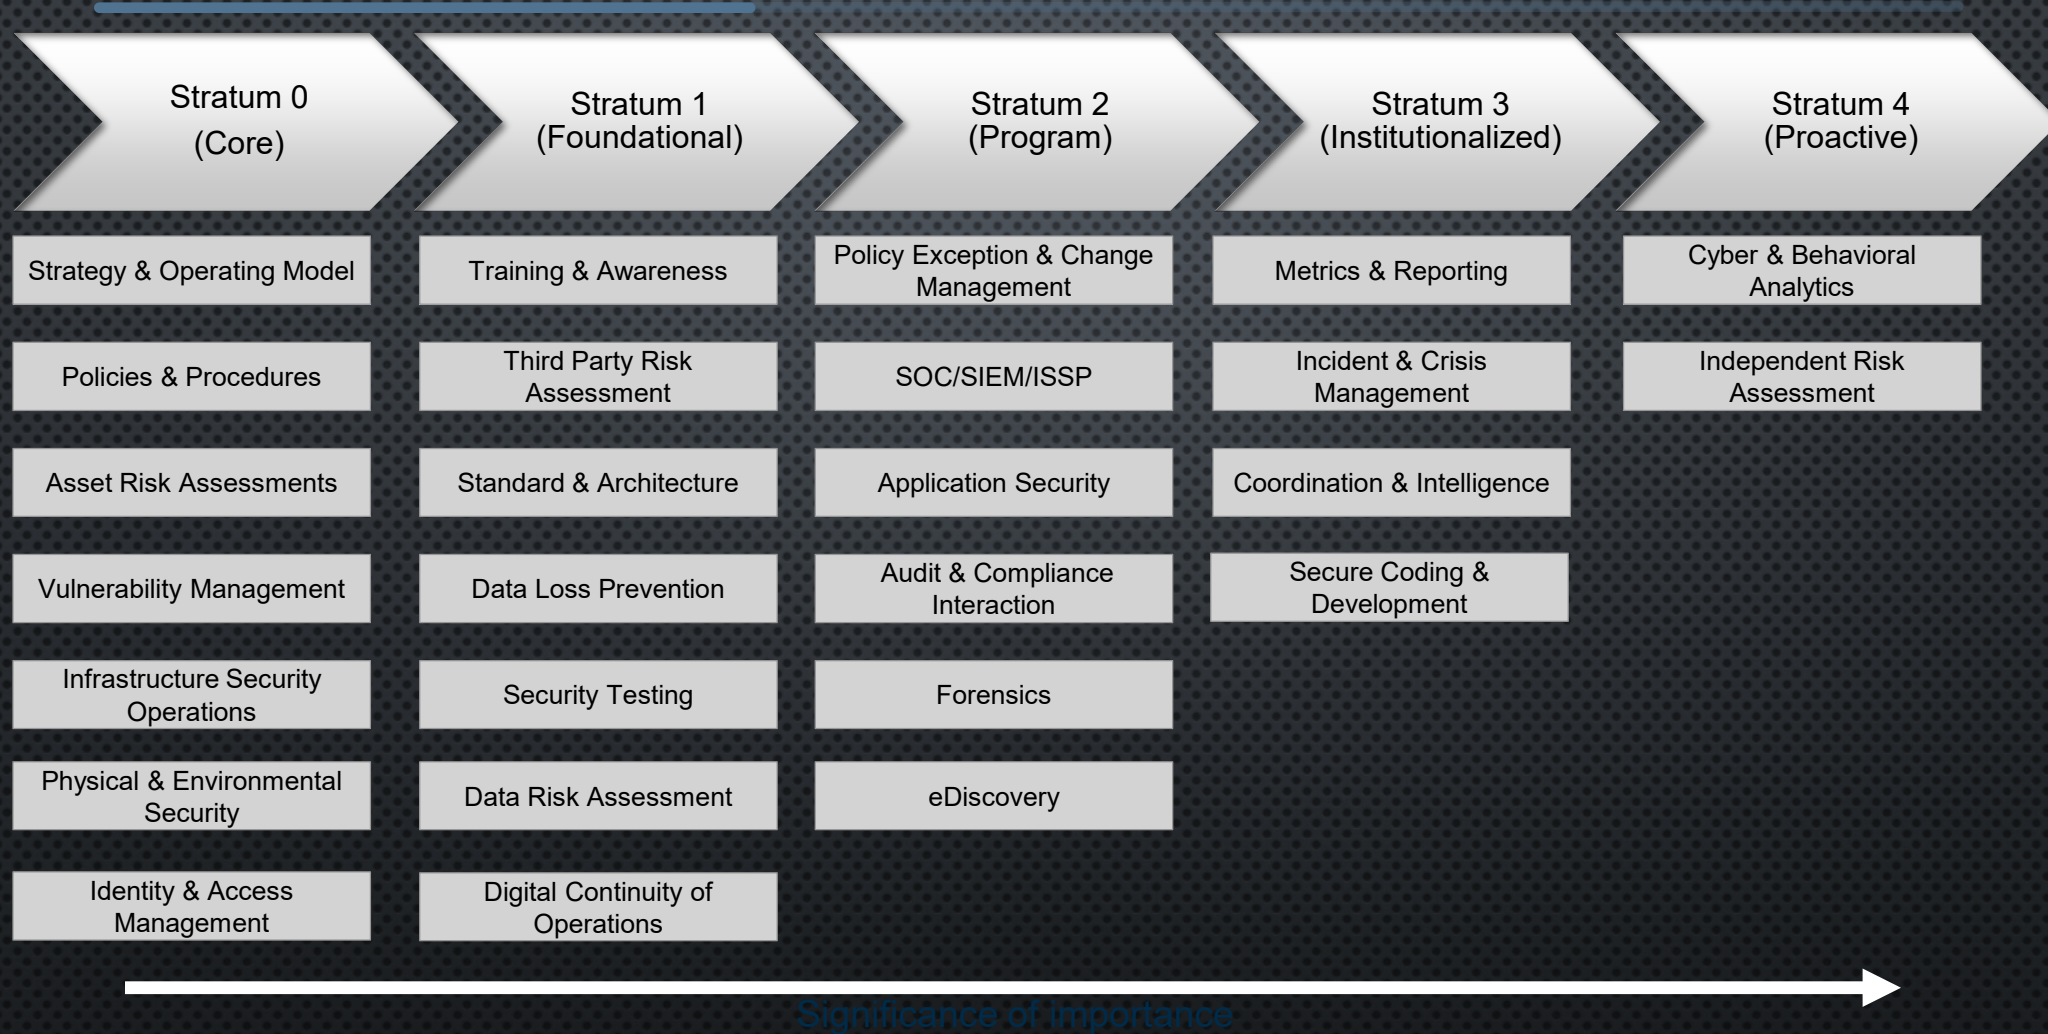 Stratum 0
(Core)
Stratum 1
(Foundational)
Stratum 2
(Program)
Stratum 3
(Institutionalized)
Stratum 4
(Proactive)
Strategy & Operating Model
Policies & Procedures
Asset Risk Assessments
Vulnerability Management
Infrastructure Security
Operations
Physical & Environmental
Security
Identity & Access
Management
Training & Awareness
Third Party Risk
Assessment
Standard & Architecture
Data Loss Prevention
Security Testing
Data Risk Assessment
Digital Continuity of
Operations
Policy Exception & Change
Management
SOC/SIEM/ISSP
Application Security
Audit & Compliance
Interaction
Forensics
eDiscovery
Metrics & Reporting
Incident & Crisis
Management
Coordination & Intelligence
Secure Coding &
Development
Cyber & Behavioral
Analytics
Independent Risk
Assessment
Significance of importance